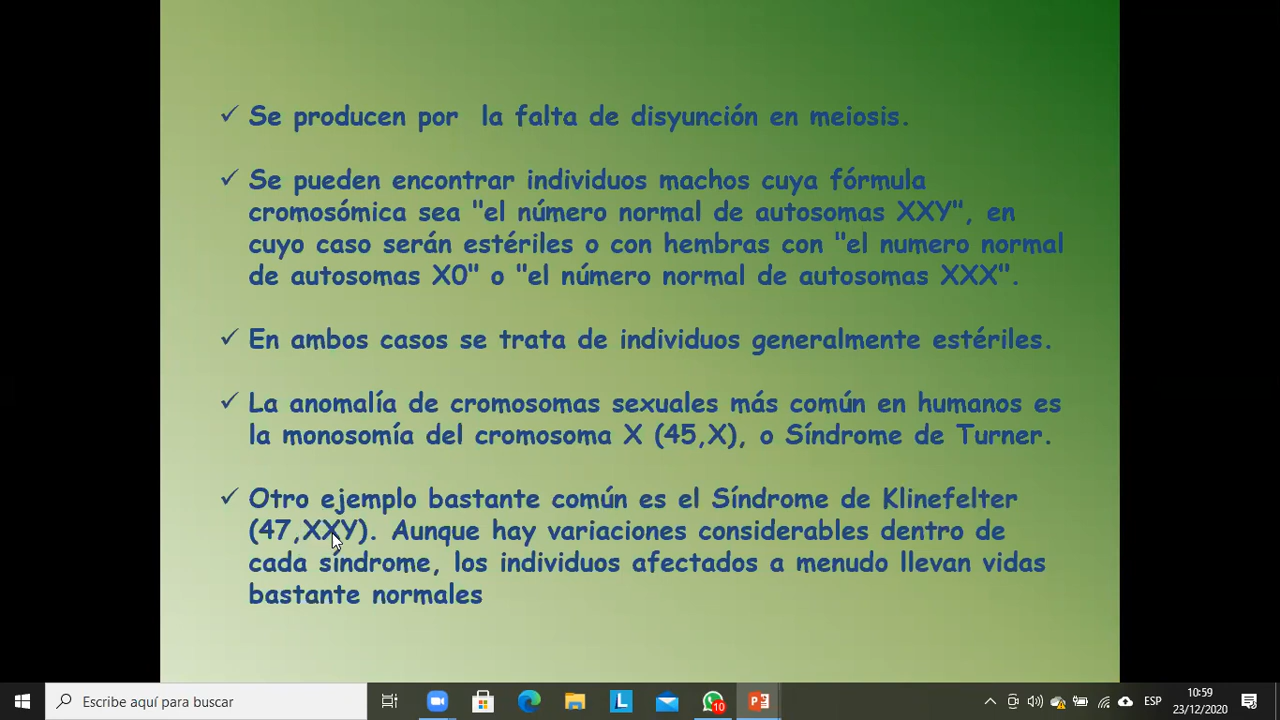 Se producen por la falta de disyunción en meiosis.
Se pueden encontrar individuos machos cuya fórmula
cromosómica sea "el número normal de autosomas XXY", en
cuyo caso serán estériles o con hembras con "el numero normal
de autosomas X0" o "el número normal de autosomas XXX".
En ambos casos se trata de individuos generalmente estériles.
La anomalía de cromosomas sexuales más común en humanos es
la monosomía del cromosoma X (45,X), o Síndrome de Turner.
Otro ejemplo bastante común es el Síndrome de Klinefelter
(47,XXY). Aunque hay variaciones considerables dentro de
cada síndrome, los individuos afectados a menudo llevan vidas
bastante normales
Escribe aquí para buscar
L
10
P
ESP
10:59
23/12/2020